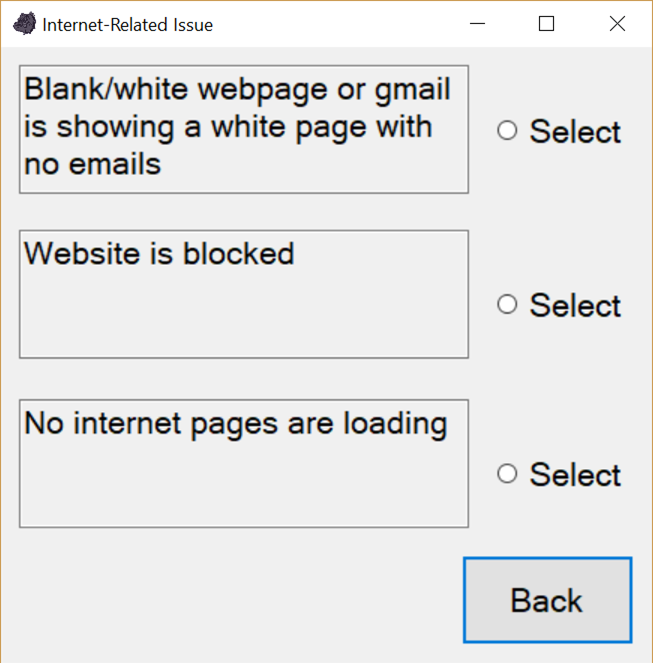 Internet-Related Issue
Blank/white webpage or gmail
is showing a white page with
no emails
Select
Website is blocked
Select
No internet pages are loading
Select
Back